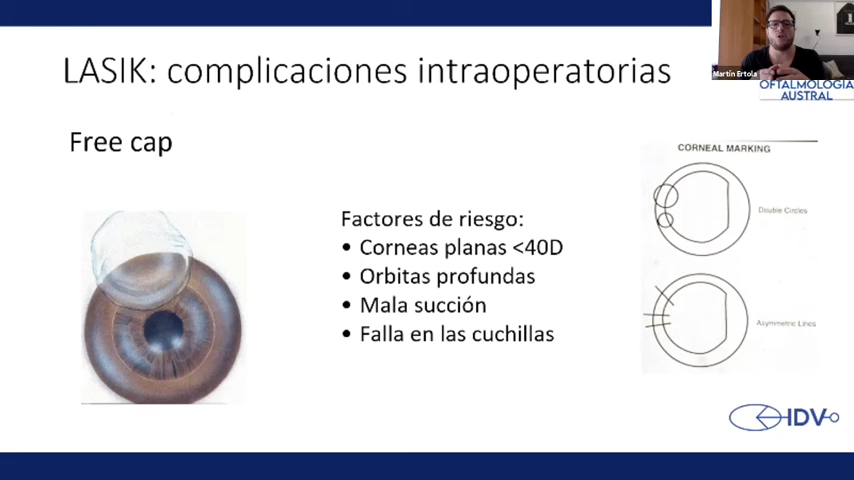 LASIK: complicaciones intraoperatorias
Martín Ertola
OFTALMOLOGÍA
AUSTRAL
Free cap
CORNEAL MARKING
Double Circles
Factores de riesgo:
• Corneas planas <40D
• Orbitas profundas
• Mala succión
• Falla en las cuchillas
Asymmetric Lines
IDV